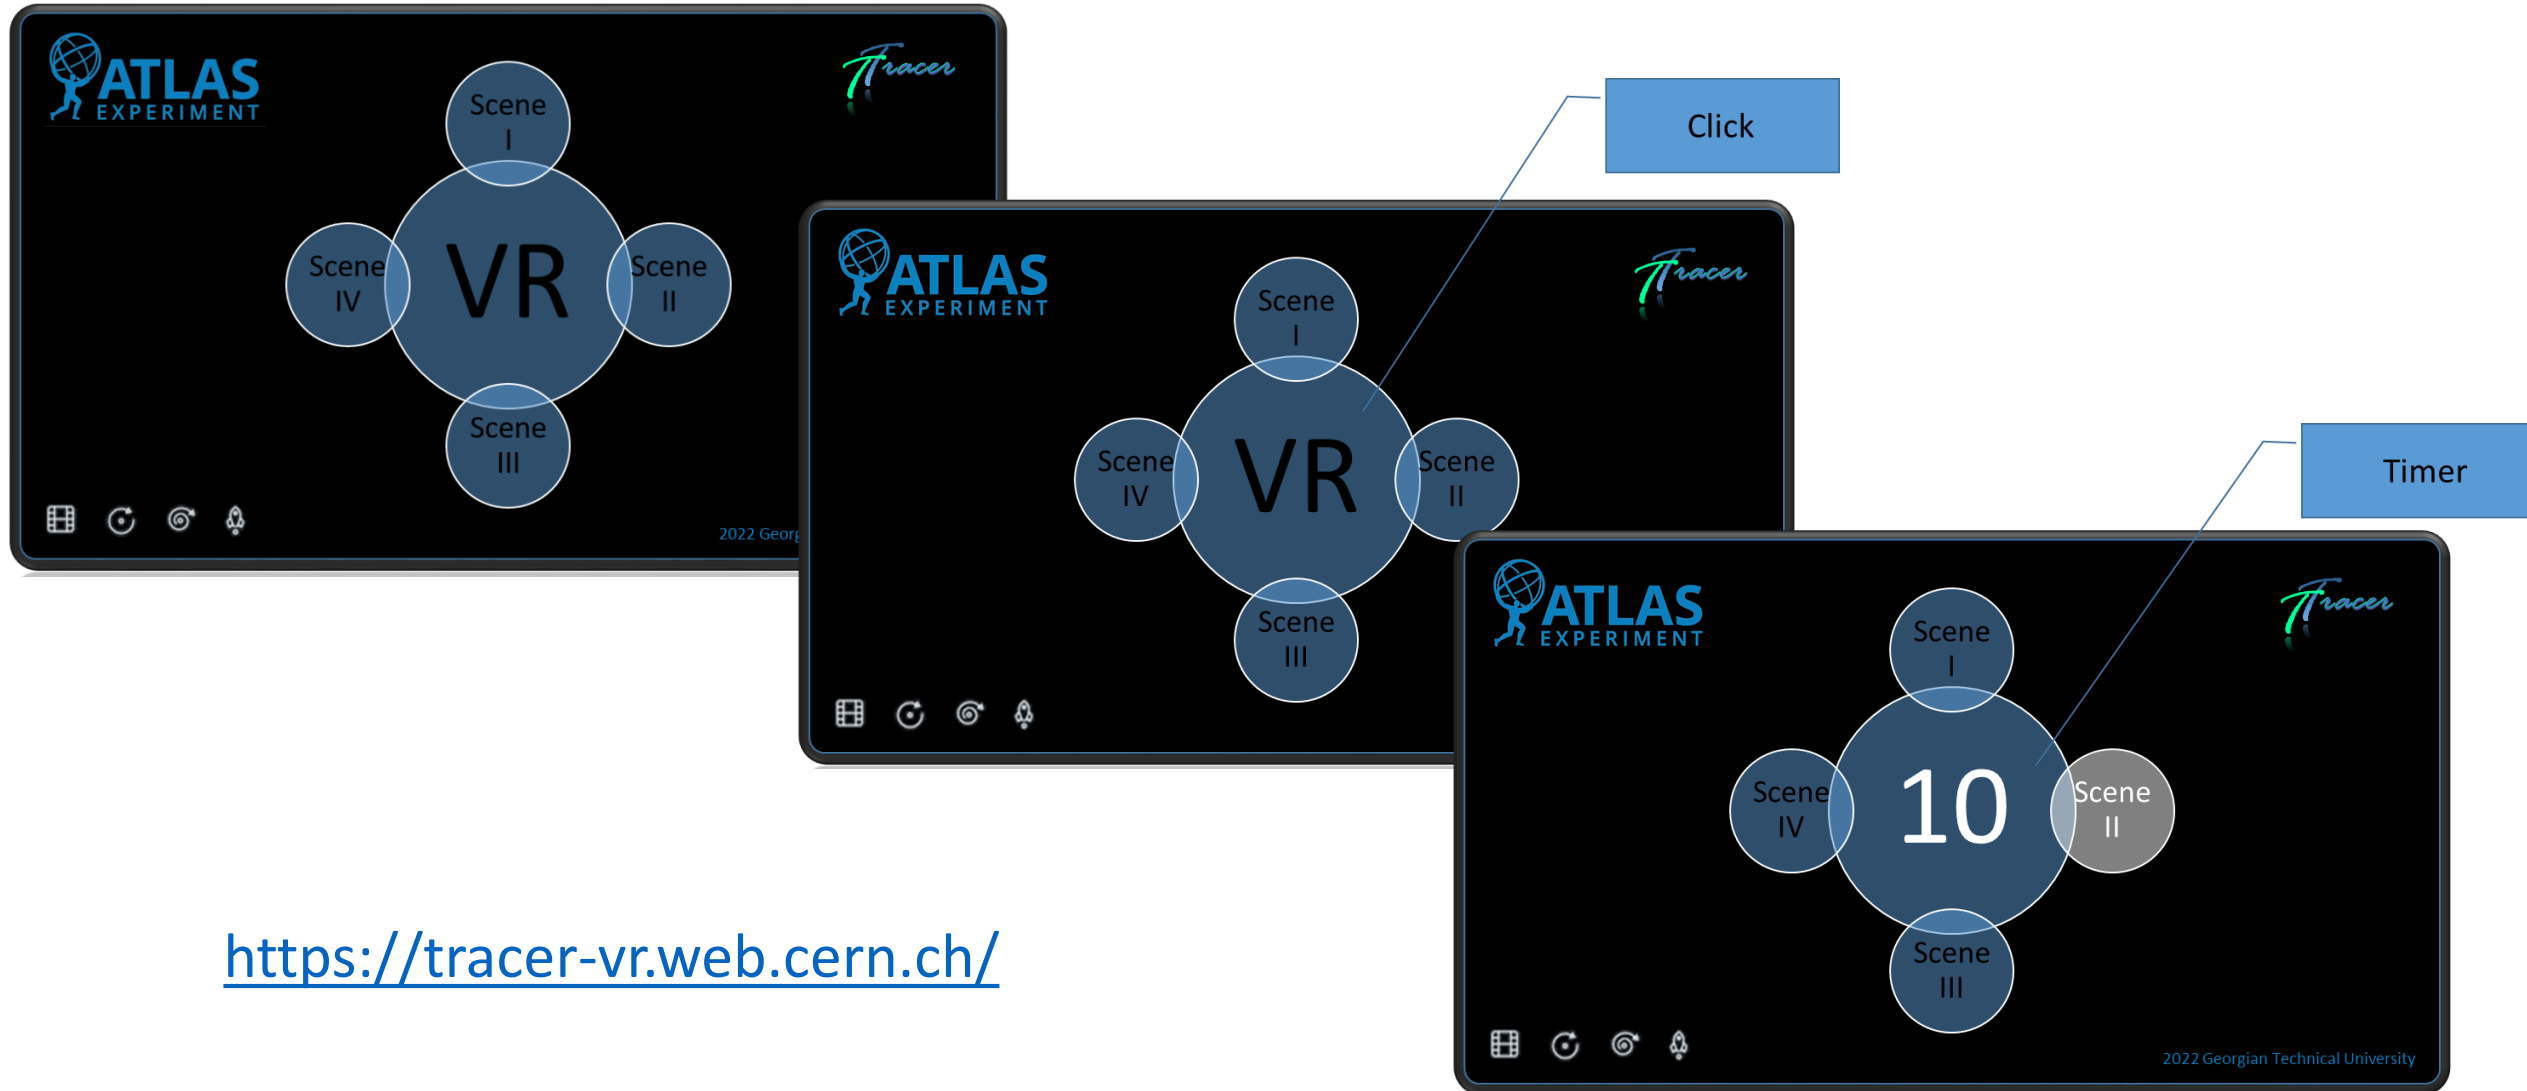 ATLAS
EXPERIMENT
Tracer
Scene
I
Scene
IV
VR
Scene
II
Scene
III
2022 Georg
Click
ATLAS
EXPERIMENT
Tracer
Scene
I
Scene
IV
VR
Scene
II
Scene
III
Timer
ATLAS
EXPERIMENT
Tracer
Scene
I
Scene
IV
10
Scene
II
Scene
III
2022 Georgian Technical University
https://tracer-vr.web.cern.ch/